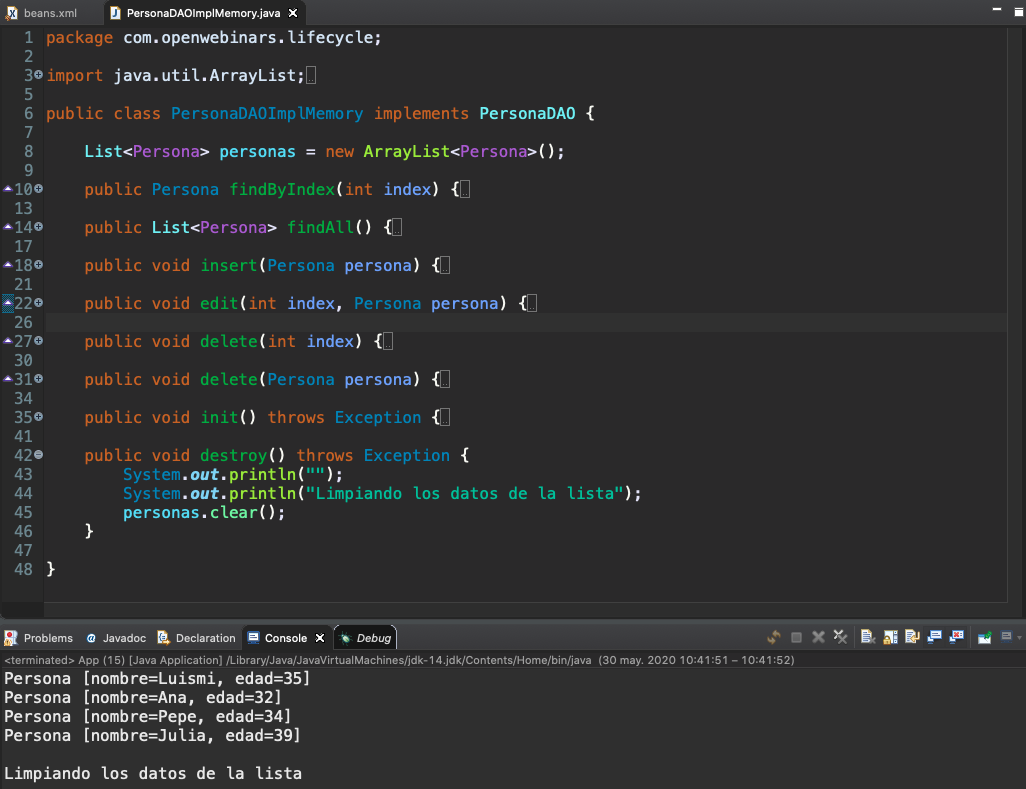 beans.xml PersonaDAOImplMemory.java
1 package com.openwebinars.lifecycle;
2
3 import java.util.ArrayList;
5
6 public class PersonaDAOImplMemory implements PersonaDAO {
7
8 List<Persona> personas = new ArrayList<Persona>();
9
10 public Persona findByIndex(int index) {
13
14 public List<Persona> findAll() {
17
18 public void insert(Persona persona) {
21
22 public void edit(int index, Persona persona) {
26
27 public void delete(int index) {
30
31 public void delete(Persona persona) {
34
35 public void init() throws Exception {
41
42 public void destroy() throws Exception {
43 System.out.println("");
44 System.out.println("Limpiando los datos de la lista");
45 personas.clear();
46 }
47
48 }
Problems @ Javadoc Declaration Console Debug
<terminated> App (15) [Java Application] /Library/Java/JavaVirtualMachines/jdk-14.jdk/Contents/Home/bin/java (30 may. 2020 10:41:51 – 10:41:52)
Persona [nombre=Luismi, edad=35]
Persona [nombre=Ana, edad=32]
Persona [nombre=Pepe, edad=34]
Persona [nombre=Julia, edad=39]
Limpiando los datos de la lista